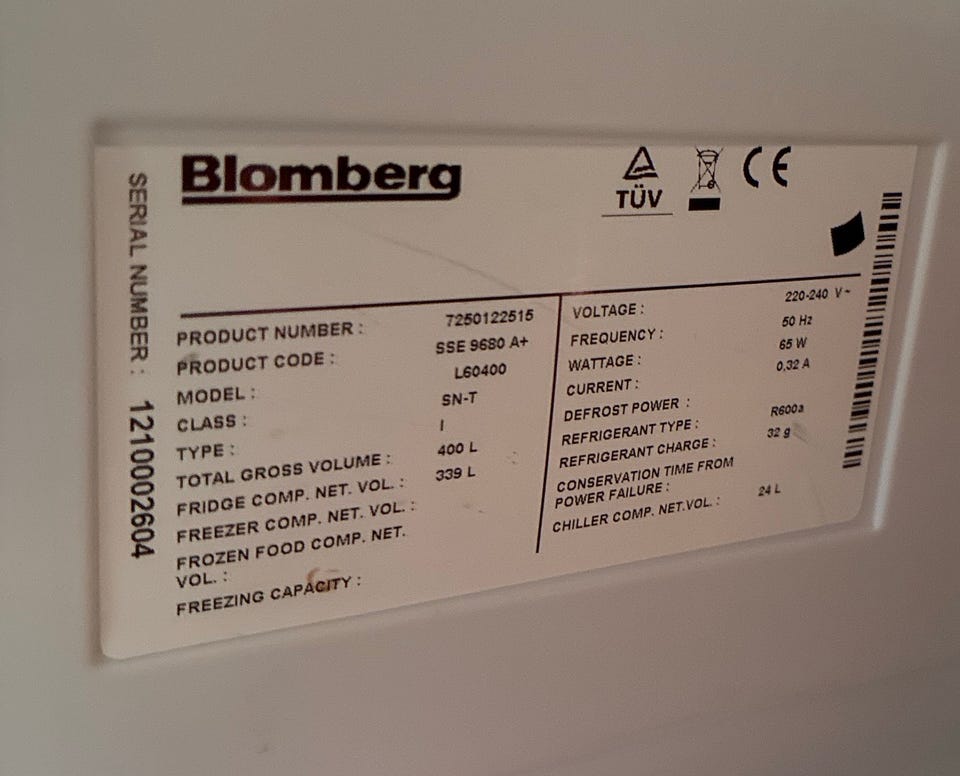 Blomberg
TÜV
CE
SERIAL NUMBER : 1210002604
PRODUCT NUMBER : 7250122515
PRODUCT CODE : SSE 9680 A+
MODEL : L60400
CLASS : SN-T
TYPE : I
TOTAL GROSS VOLUME : 400 L
FRIDGE COMP. NET. VOL. : 339 L
FREEZER COMP. NET. VOL. :
FROZEN FOOD COMP. NET.
VOL. :
FREEZING CAPACITY :
VOLTAGE : 220-240 V~
FREQUENCY : 50 Hz
WATTAGE : 65 W
CURRENT : 0,32 A
DEFROST POWER :
REFRIGERANT TYPE : R600a
REFRIGERANT CHARGE : 32 g
CONSERVATION TIME FROM
POWER FAILURE :
CHILLER COMP. NET.VOL. : 24 L